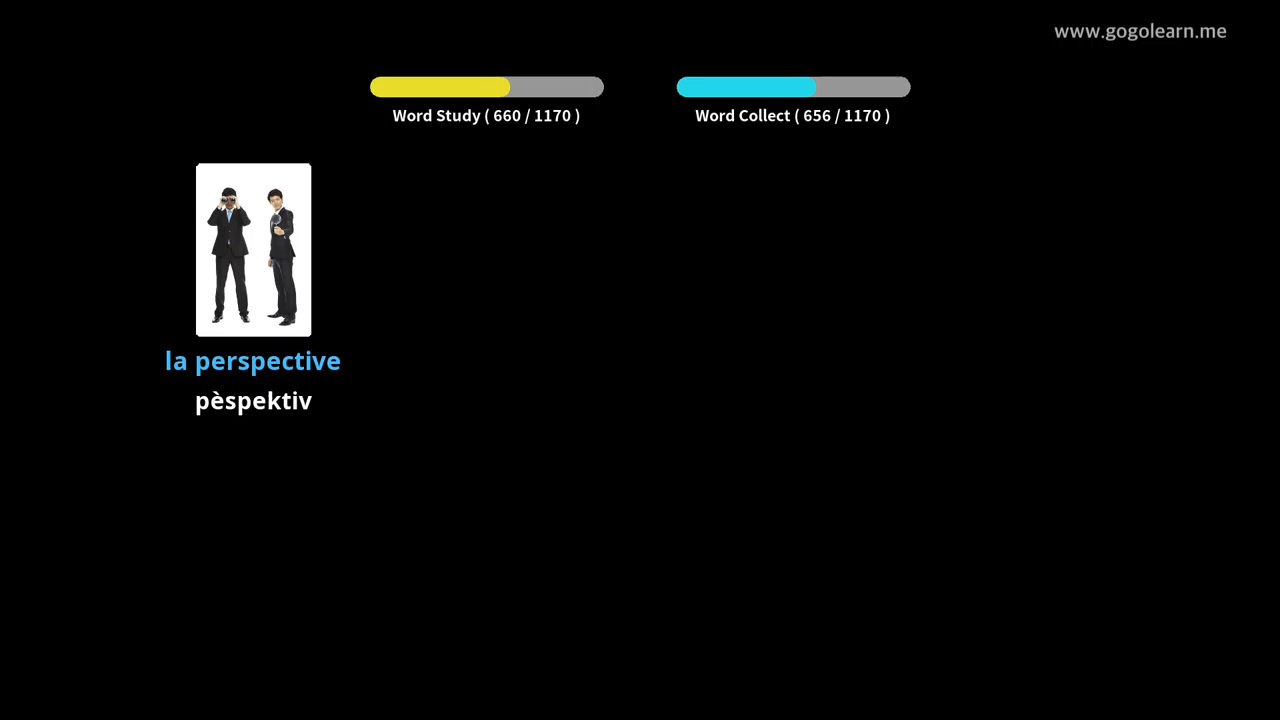 www.gogolearn.me
Word Study ( 660 / 1170 )
Word Collect ( 656 / 1170 )
la perspective
pèspektiv